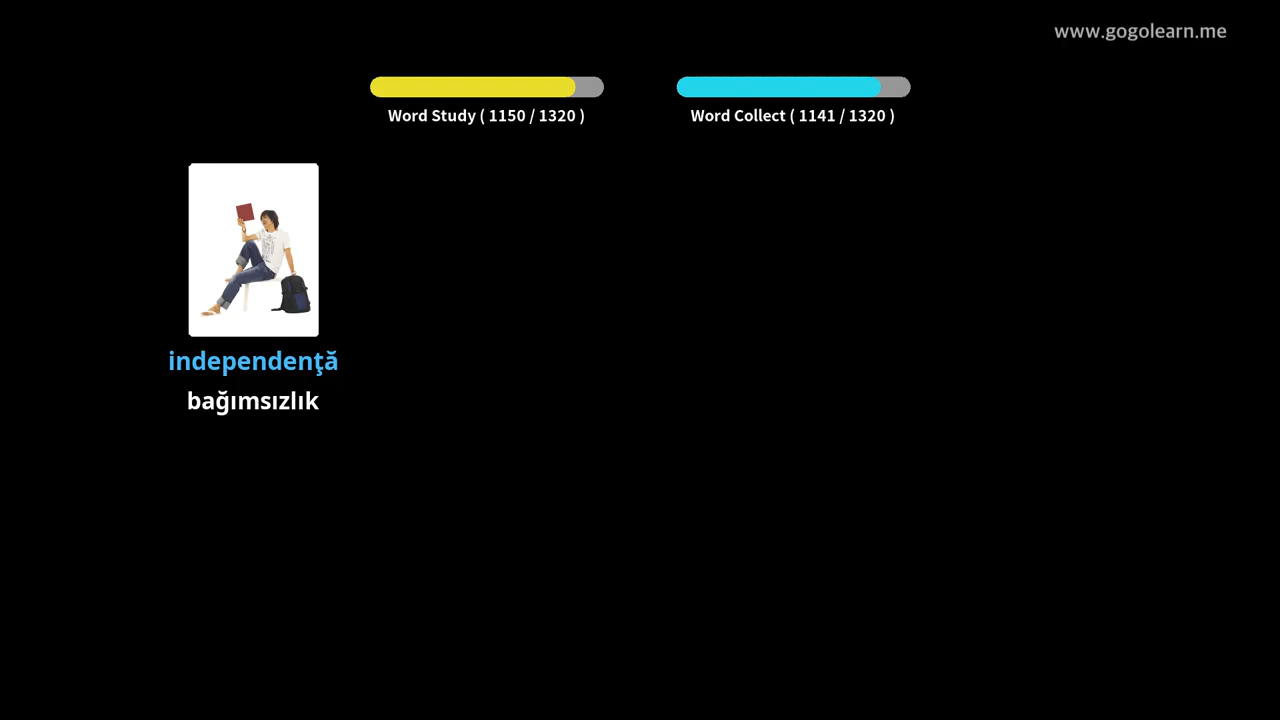 www.gogolearn.me
Word Study ( 1150 / 1320 )
Word Collect ( 1141 / 1320 )
independenţă
bağımsızlık